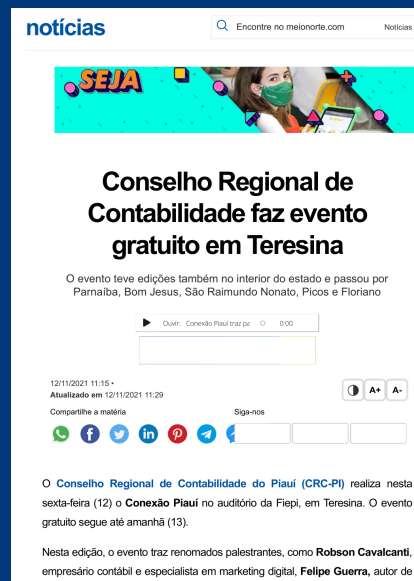 notícias
Encontre no meionorte.com
Notícias
SEJA
Conselho Regional de
Contabilidade faz evento
gratuito em Teresina
O evento teve edições também no interior do estado e passou por
Parnaíba, Bom Jesus, São Raimundo Nonato, Picos e Floriano
Ouvir: Conexão Piauí traz pa 0:00
12/11/2021 11:15 •
Atualizado em 12/11/2021 11:29
A+ A-
Compartilhe a matéria
Siga-nos
O Conselho Regional de Contabilidade do Piauí (CRC-PI) realiza nesta
sexta-feira (12) o Conexão Piauí no auditório da Fiepi, em Teresina. O evento
gratuito segue até amanhã (13).
Nesta edição, o evento traz renomados palestrantes, como Robson Cavalcanti,
empresário contábil e especialista em marketing digital, Felipe Guerra, autor de